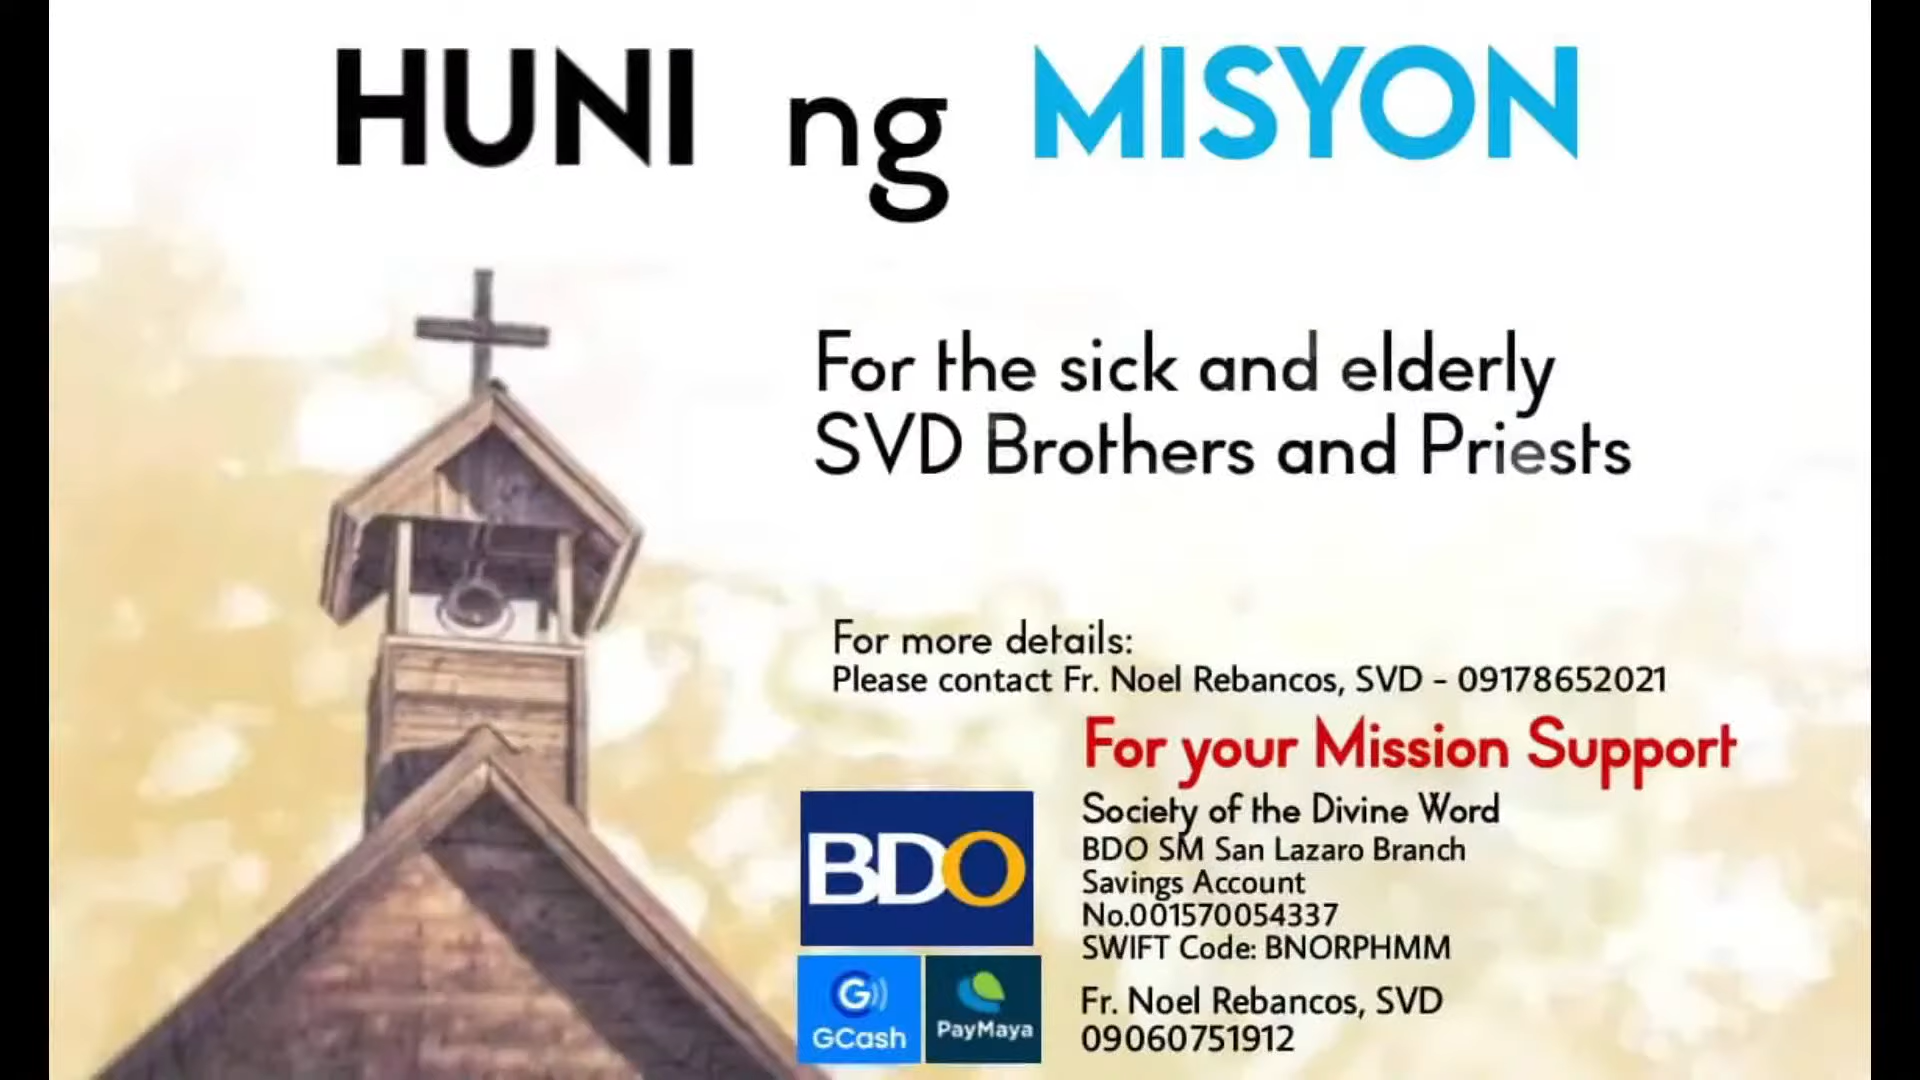 HUNI ng MISYON
For the sick and elderly
SVD Brothers and Priests
For more details:
Please contact Fr. Noel Rebancos, SVD - 09178652021
For your Mission Support
BDO
Society of the Divine Word
BDO SM San Lazaro Branch
Savings Account
No.001570054337
SWIFT Code: BNORPHMM
G
GCash
PayMaya
Fr. Noel Rebancos, SVD
09060751912